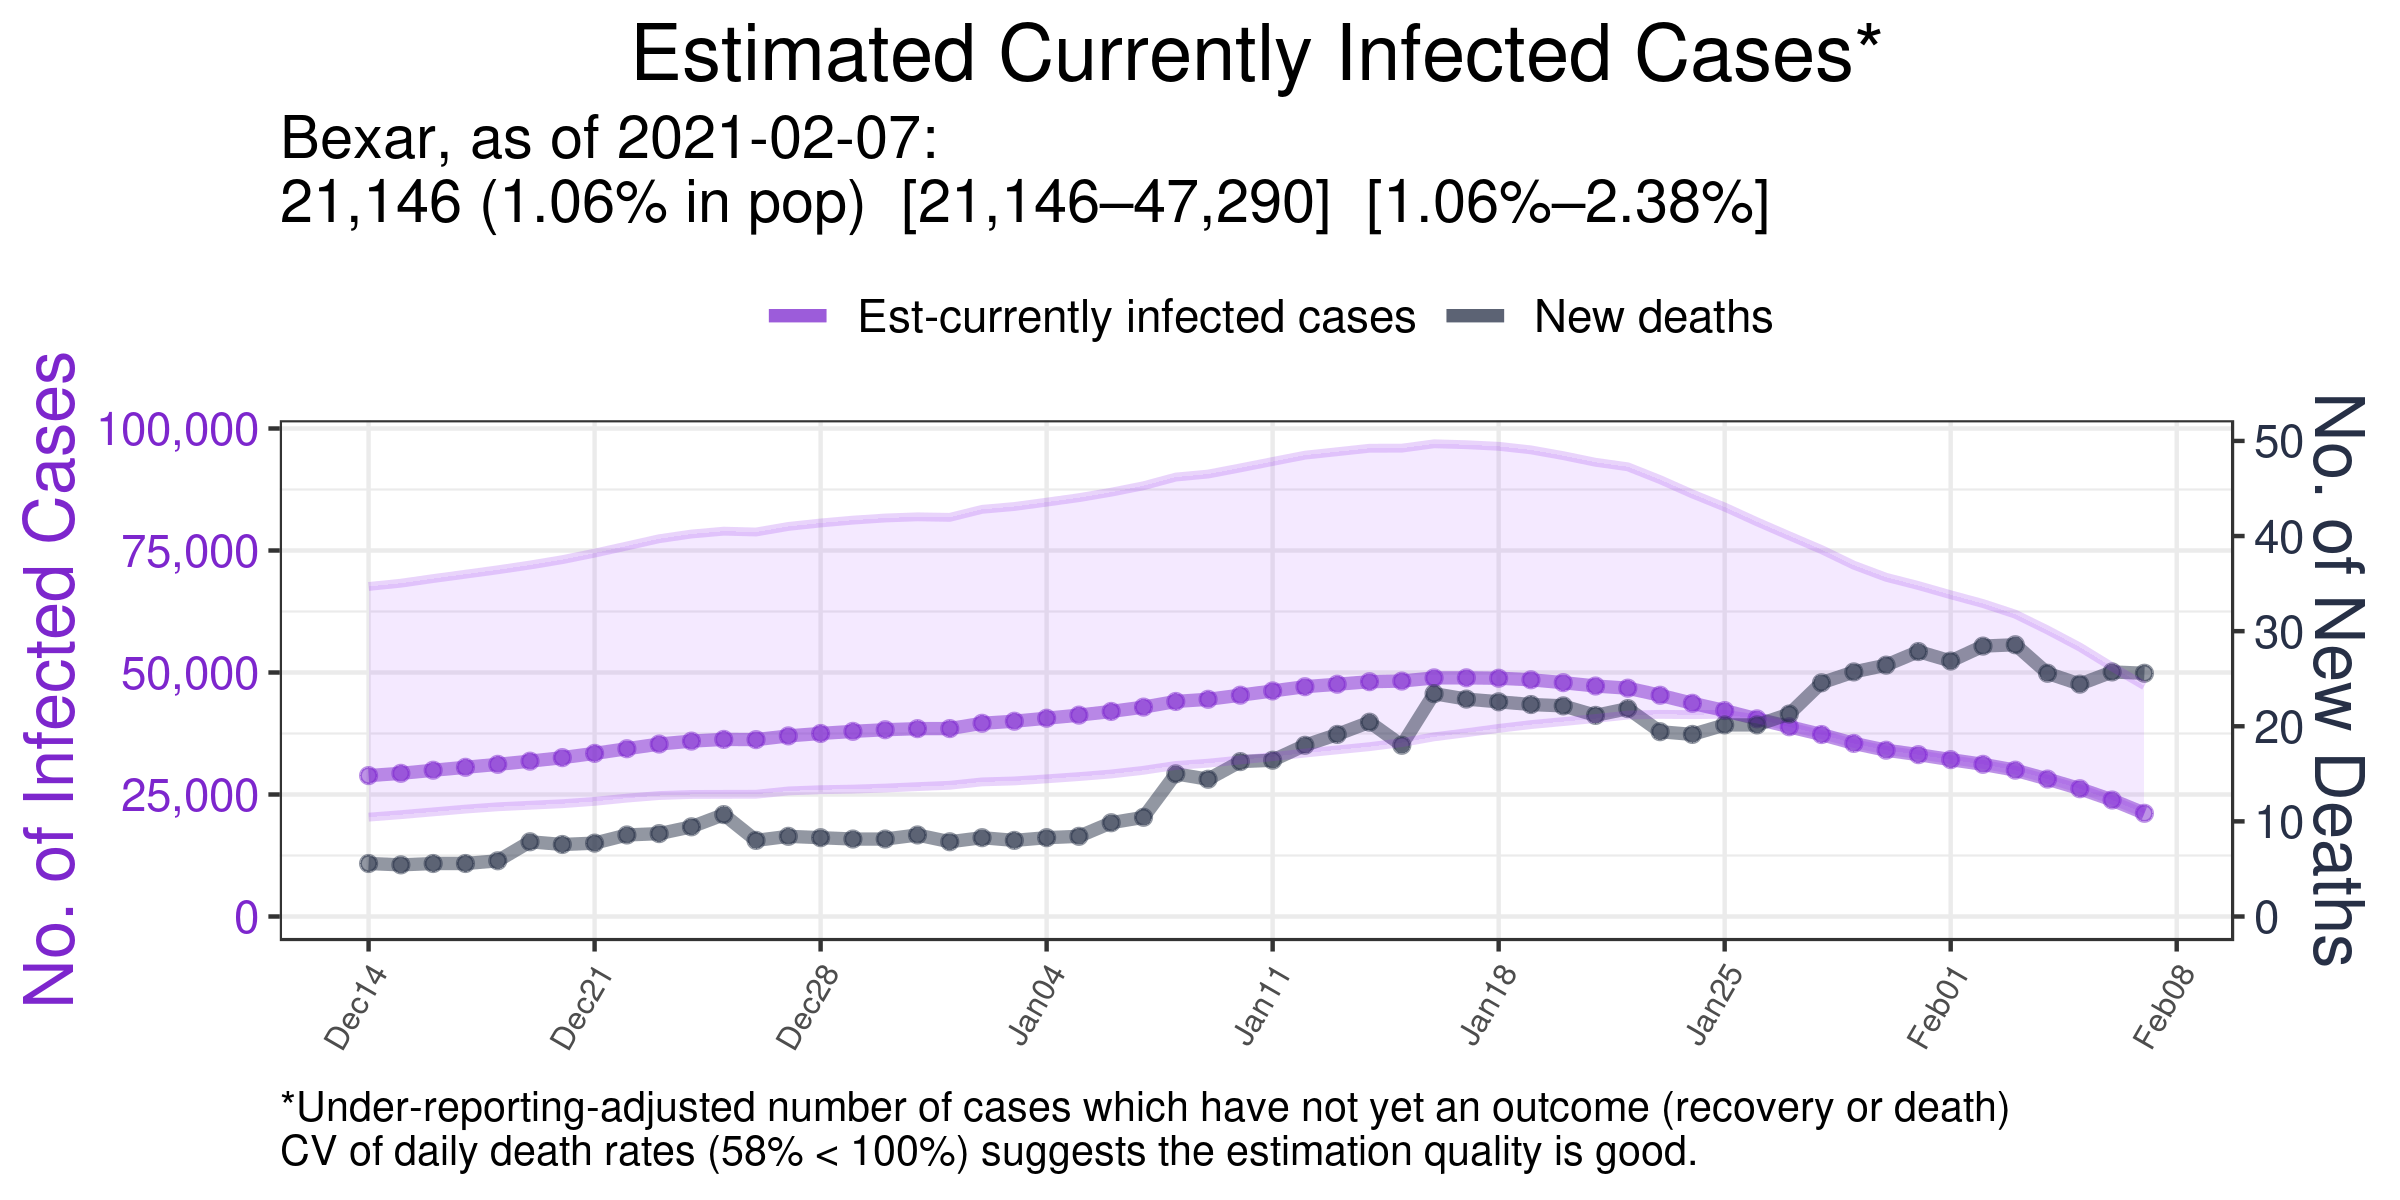 Estimated Currently Infected Cases*
Bexar, as of 2021-02-07:
21,146 (1.06% in pop)  [21,146–47,290]  [1.06%–2.38%]
Est-currently infected cases
New deaths
No. of Infected Cases
100,000
75,000
50,000
25,000
0
50
40
30
20
10
0
No. of New Deaths
Dec14
Dec21
Dec28
Jan04
Jan11
Jan18
Jan25
Feb01
Feb08
*Under-reporting-adjusted number of cases which have not yet an outcome (recovery or death)
CV of daily death rates (58% < 100%) suggests the estimation quality is good.